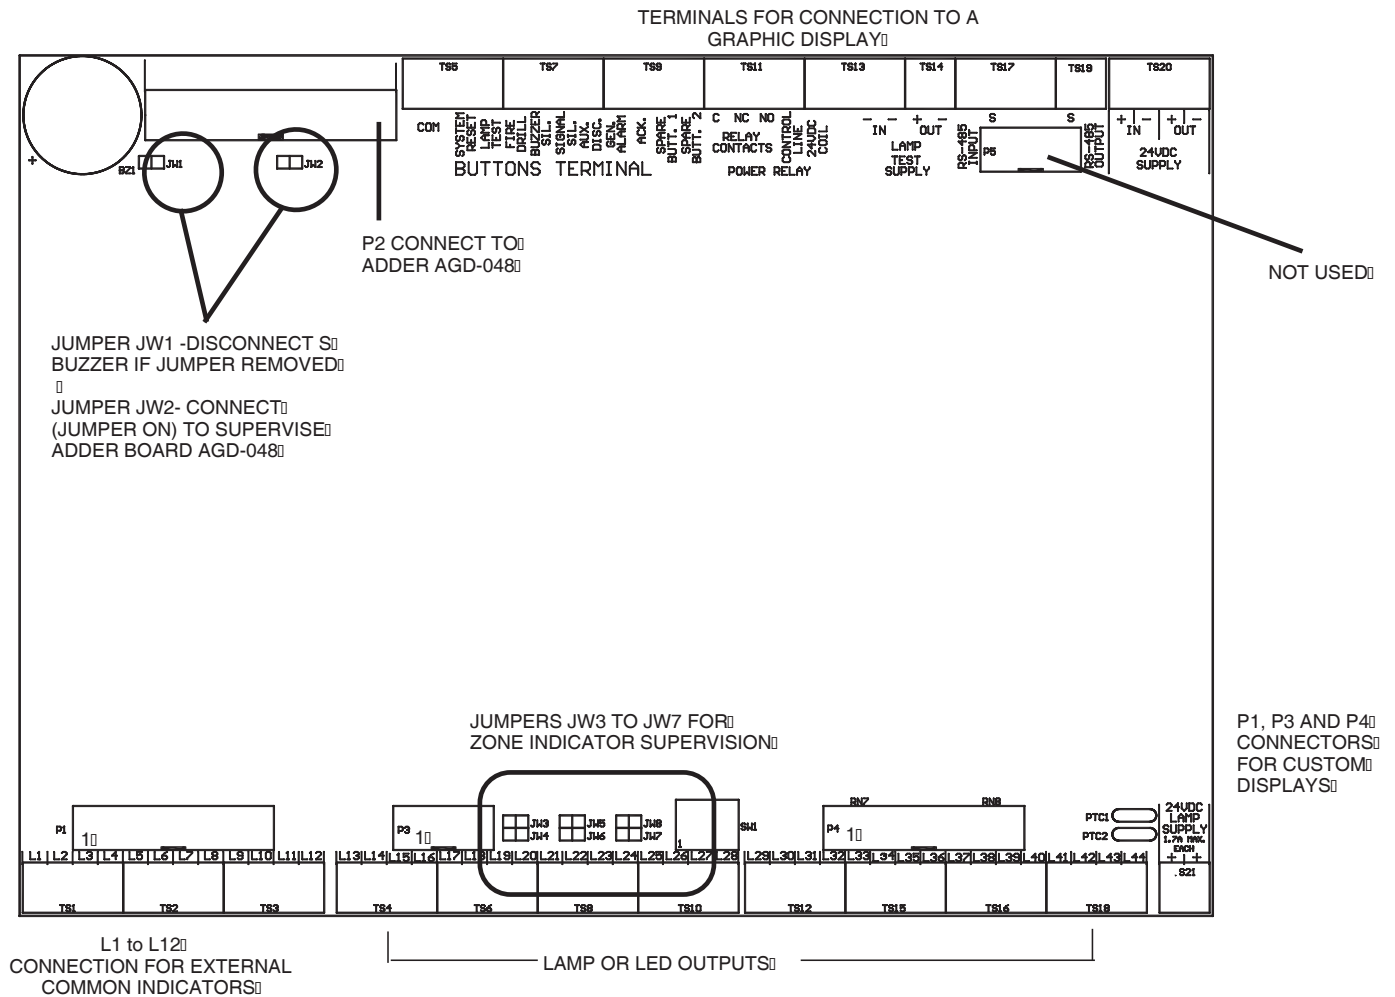 TERMINALS FOR CONNECTION TO A
GRAPHIC DISPLAY
TS5 TS7 TS9 TS11 TS13 TS14 TS17 TS19 TS20
COM
SYSTEM RESET
LAMP TEST
FIRE DRILL
BUZZER SIL.
SIGNAL SIL.
AUX. DISC.
GEN. ALARM
ACK.
SPARE BUTT. 1
SPARE BUTT. 2
BUTTONS TERMINAL
C NC NO
RELAY
CONTACTS
CONTROL LINE
24VDC COIL
POWER RELAY
- - + -
IN OUT
LAMP
TEST
SUPPLY
RS-485 INPUT
S S
P5
RS-485 OUTPUT
+ - + -
IN OUT
24VDC
SUPPLY
+
BZ1
JW1
JW2
P2 CONNECT TO
ADDER AGD-048
NOT USED
JUMPER JW1 -DISCONNECT S
BUZZER IF JUMPER REMOVED
JUMPER JW2- CONNECT
(JUMPER ON) TO SUPERVISE
ADDER BOARD AGD-048
JUMPERS JW3 TO JW7 FOR
ZONE INDICATOR SUPERVISION
P1, P3 AND P4
CONNECTORS
FOR CUSTOM
DISPLAYS
P1 1
P3 1
JW3 JW5 JW8
JW4 JW6 JW7
1
SW1
RN7 RN8
P4 1
PTC1
PTC2
24VDC
LAMP
SUPPLY
1.7A MAX.
EACH
+ +
L1 L2 L3 L4 L5 L6 L7 L8 L9 L10 L11 L12 L13 L14 L15 L16 L17 L18 L19 L20 L21 L22 L23 L24 L25 L26 L27 L28 L29 L30 L31 L32 L33 L34 L35 L36 L37 L38 L39 L40 L41 L42 L43 L44
.S21
TS1 TS2 TS3 TS4 TS6 TS8 TS10 TS12 TS15 TS16 TS18
L1 to L12
CONNECTION FOR EXTERNAL
COMMON INDICATORS
LAMP OR LED OUTPUTS